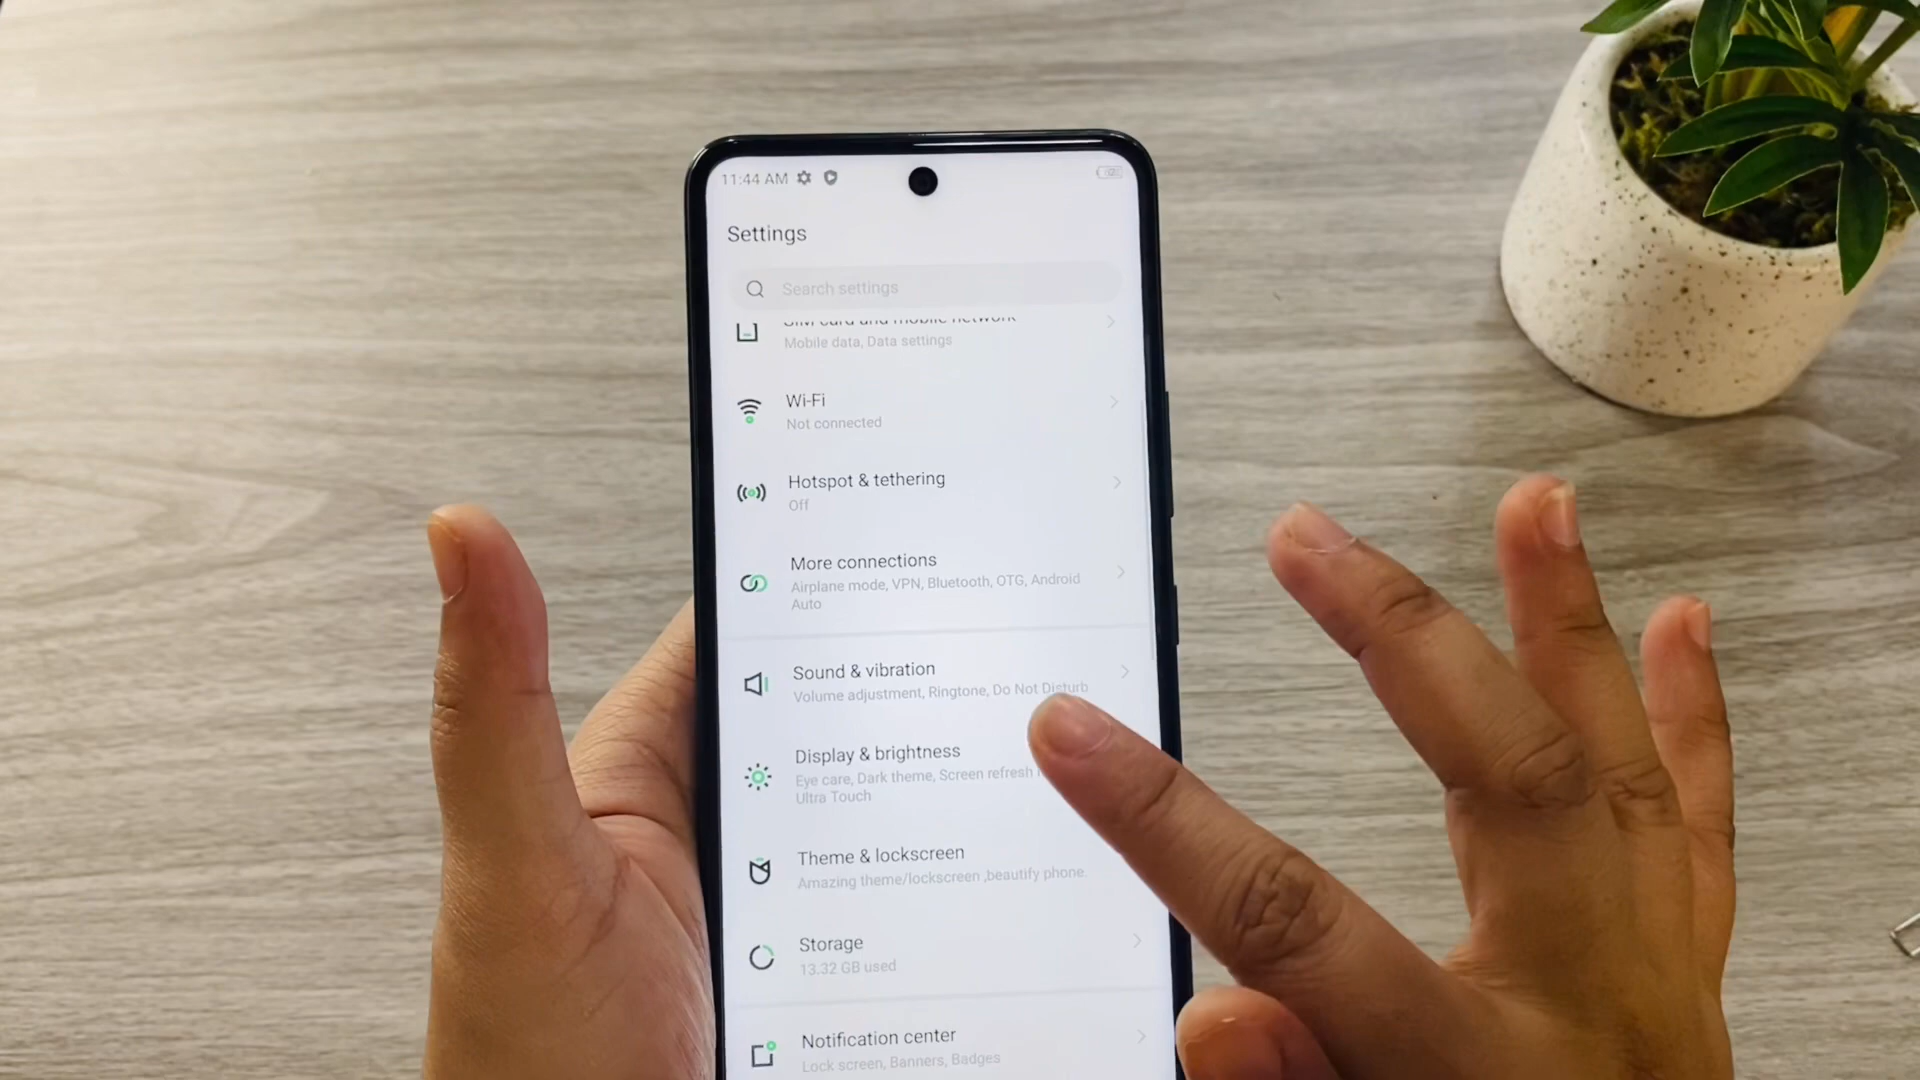 11:44 AM
Settings
Search settings
SIM card and mobile network
Mobile data, Data settings
Wi-Fi
Not connected
Hotspot & tethering
Off
More connections
Airplane mode, VPN, Bluetooth, OTG, Android
Auto
Sound & vibration
Volume adjustment, Ringtone, Do Not Disturb
Display & brightness
Eye care, Dark theme, Screen refresh
Ultra Touch
Theme & lockscreen
Amazing theme/lockscreen ,beautify phone.
Storage
13.32 GB used
Notification center
Lock screen, Banners, Badges